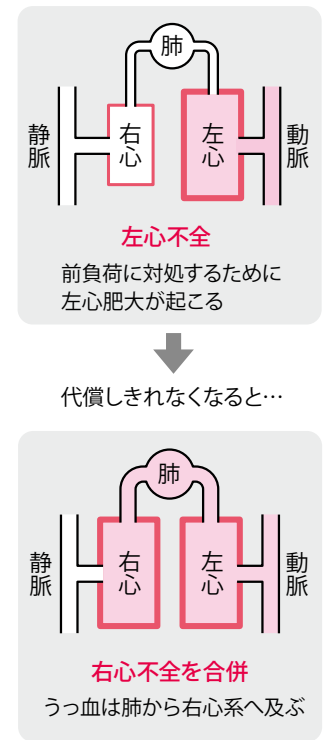 肺
静脈
右心
左心
動脈
左心不全
前負荷に対処するために
左心肥大が起こる
代償しきれなくなると…
肺
静脈
右心
左心
動脈
右心不全を合併
うっ血は肺から右心系へ及ぶ